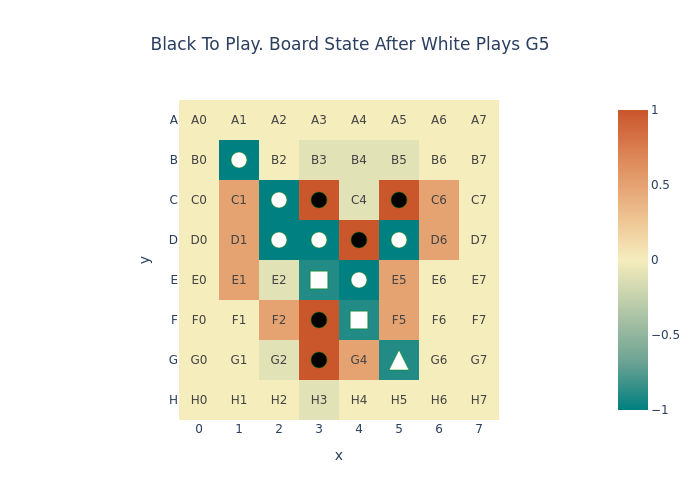 Black To Play. Board State After White Plays G5
A A0 A1 A2 A3 A4 A5 A6 A7
B B0 B2 B3 B4 B5 B6 B7
C C0 C1 C4 C6 C7
D D0 D1 D6 D7
E E0 E1 E2 E5 E6 E7
F F0 F1 F2 F5 F6 F7
G G0 G1 G2 G4 G6 G7
H H0 H1 H2 H3 H4 H5 H6 H7
0 1 2 3 4 5 6 7
x
y
1
0.5
0
−0.5
−1